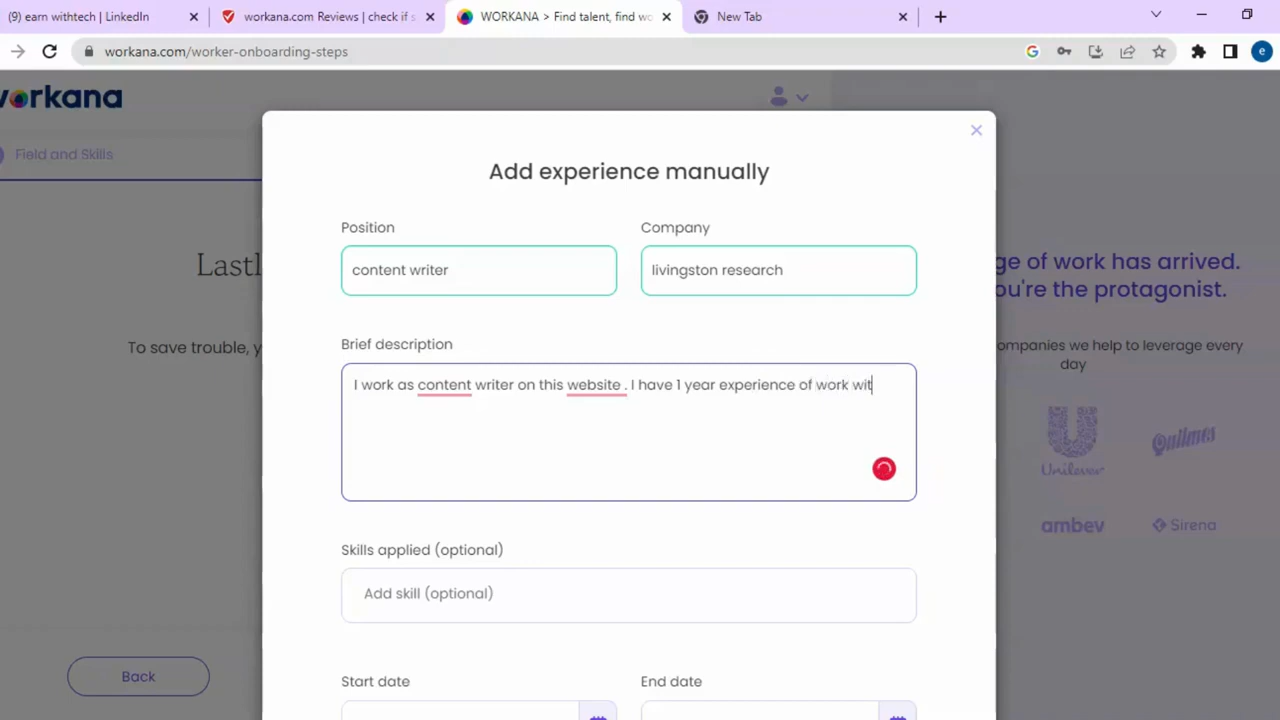 (9) earn withtech | LinkedIn
workana.com Reviews | check if s
WORKANA > Find talent, find wo
New Tab
workana.com/worker-onboarding-steps
e
workana
Field and Skills
Add experience manually
Position
Company
content writer
livingston research
Lastl
ge of work has arrived.
ou're the protagonist.
Brief description
To save trouble, y
ompanies we help to leverage every
day
I work as content writer on this website . I have 1 year experience of work wit
Unilever
Quilmes
ambev
Sirena
Skills applied (optional)
Add skill (optional)
Back
Start date
End date